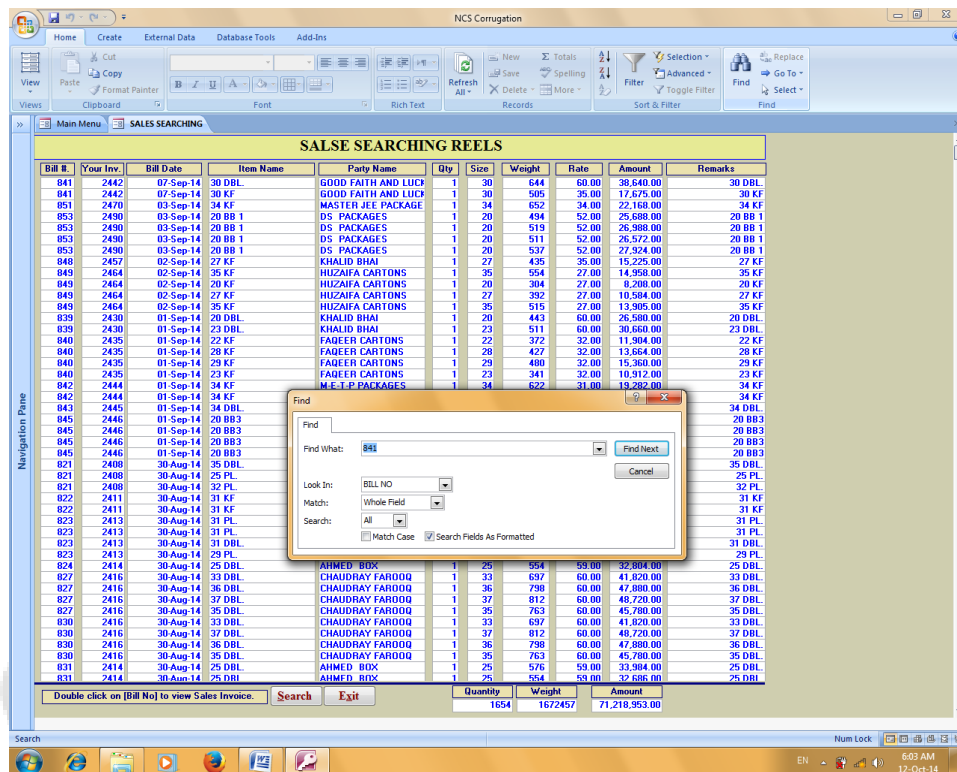 NCS Corrugation
Home Create External Data Database Tools Add-Ins
View Paste Cut Copy Format Painter
B I U A
Refresh All New Save Delete Totals Spelling More
Filter Selection Advanced Toggle Filter
Find Replace Go To Select
Views Clipboard Font Rich Text Records Sort & Filter Find
Main Menu SALES SEARCHING
SALSE SEARCHING REELS
Bill #. Your Inv. Bill Date Item Name Party Name Qty Size Weight Rate Amount Remarks
841 2442 07-Sep-14 30 DBL. GOOD FAITH AND LUCK 1 30 644 60.00 38,640.00 30 DBL.
841 2442 07-Sep-14 30 KF GOOD FAITH AND LUCK 1 30 505 35.00 17,675.00 30 KF
851 2470 03-Sep-14 34 KF MASTER JEE PACKAGE 1 34 652 34.00 22,168.00 34 KF
853 2490 03-Sep-14 20 BB 1 DS PACKAGES 1 20 494 52.00 25,688.00 20 BB 1
853 2490 03-Sep-14 20 BB 1 DS PACKAGES 1 20 519 52.00 26,988.00 20 BB 1
853 2490 03-Sep-14 20 BB 1 DS PACKAGES 1 20 511 52.00 26,572.00 20 BB 1
853 2490 03-Sep-14 20 BB 1 DS PACKAGES 1 20 537 52.00 27,924.00 20 BB 1
848 2457 02-Sep-14 27 KF KHALID BHAI 1 27 435 35.00 15,225.00 27 KF
849 2464 02-Sep-14 35 KF HUZAIFA CARTONS 1 35 554 27.00 14,958.00 35 KF
849 2464 02-Sep-14 20 KF HUZAIFA CARTONS 1 20 304 27.00 8,208.00 20 KF
849 2464 02-Sep-14 27 KF HUZAIFA CARTONS 1 27 392 27.00 10,584.00 27 KF
849 2464 02-Sep-14 35 KF HUZAIFA CARTONS 1 35 515 27.00 13,905.00 35 KF
839 2430 01-Sep-14 20 DBL. KHALID BHAI 1 20 443 60.00 26,580.00 20 DBL.
839 2430 01-Sep-14 23 DBL. KHALID BHAI 1 23 511 60.00 30,660.00 23 DBL.
840 2435 01-Sep-14 22 KF FAQEER CARTONS 1 22 372 32.00 11,904.00 22 KF
840 2435 01-Sep-14 28 KF FAQEER CARTONS 1 28 427 32.00 13,664.00 28 KF
840 2435 01-Sep-14 29 KF FAQEER CARTONS 1 29 480 32.00 15,360.00 29 KF
840 2435 01-Sep-14 23 KF FAQEER CARTONS 1 23 341 32.00 10,912.00 23 KF
842 2444 01-Sep-14 34 KF M-E-T-P PACKAGES 1 34 622 31.00 19,282.00 34 KF
842 2444 01-Sep-14 34 KF 34 KF
843 2445 01-Sep-14 34 DBL. 34 DBL.
845 2446 01-Sep-14 20 BB3 20 BB3
845 2446 01-Sep-14 20 BB3 20 BB3
845 2446 01-Sep-14 20 BB3 20 BB3
845 2446 01-Sep-14 20 BB3 20 BB3
821 2408 30-Aug-14 35 DBL. 35 DBL.
821 2408 30-Aug-14 25 PL. 25 PL.
821 2408 30-Aug-14 32 PL. 32 PL.
822 2411 30-Aug-14 31 KF 31 KF
822 2411 30-Aug-14 31 KF 31 KF
823 2413 30-Aug-14 31 PL. 31 PL.
823 2413 30-Aug-14 31 PL. 31 PL.
823 2413 30-Aug-14 31 DBL. 31 DBL.
823 2413 30-Aug-14 29 PL. 29 PL.
824 2414 30-Aug-14 25 DBL. AHMED BOX 1 25 554 59.00 32,804.00 25 DBL.
827 2416 30-Aug-14 33 DBL. CHAUDRAY FAROOQ 1 33 697 60.00 41,820.00 33 DBL.
827 2416 30-Aug-14 36 DBL. CHAUDRAY FAROOQ 1 36 798 60.00 47,880.00 36 DBL.
827 2416 30-Aug-14 37 DBL. CHAUDRAY FAROOQ 1 37 812 60.00 48,720.00 37 DBL.
827 2416 30-Aug-14 35 DBL. CHAUDRAY FAROOQ 1 35 763 60.00 45,780.00 35 DBL.
830 2416 30-Aug-14 33 DBL. CHAUDRAY FAROOQ 1 33 697 60.00 41,820.00 33 DBL.
830 2416 30-Aug-14 37 DBL. CHAUDRAY FAROOQ 1 37 812 60.00 48,720.00 37 DBL.
830 2416 30-Aug-14 36 DBL. CHAUDRAY FAROOQ 1 36 798 60.00 47,880.00 36 DBL.
830 2416 30-Aug-14 35 DBL. CHAUDRAY FAROOQ 1 35 763 60.00 45,780.00 35 DBL.
831 2414 30-Aug-14 25 DBL. AHMED BOX 1 25 576 59.00 33,984.00 25 DBL.
831 2414 30-Aug-14 25 DBL. AHMED BOX 1 25 554 59.00 32,686.00 25 DBL.
Find
Find
Find What: 841 Find Next
Cancel
Look In: BILL NO
Match: Whole Field
Search: All
Match Case Search Fields As Formatted
Navigation Pane
Double click on [Bill No] to view Sales Invoice. Search Exit
Quantity Weight Amount
1654 1672457 71,218,953.00
Search Num Lock
EN 6:03 AM
12-Oct-14